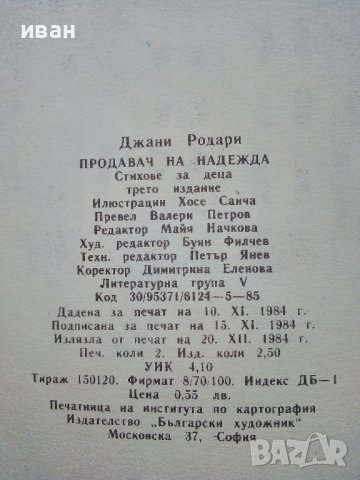 иван
Джани Родари
ПРОДАВАЧ НА НАДЕЖДА
Стихове за деца
трето издание
Илюстрации Хосе Санча
Превел Валери Петров
Редактор Майя Начкова
Худ. редактор Буян Филчев
Техн. редактор Петър Янев
Коректор Димитрина Еленова
Литературна група V
Код 30/95371/6124—5—85
Дадена за печат на 10. XI. 1984 г.
Подписана за печат на 15. XI. 1984 г.
Излязла от печат на 20. XII. 1984 г.
Печ. коли 2. Изд. коли 2,50
УИК 4,10
Тираж 150120. Фирмат 8/70/100. Индекс ДБ—1
Цена 0,55 лв.
Печатница на института по картография
Издателство „Български художник"
Московска 37, София
BAZAR.bg